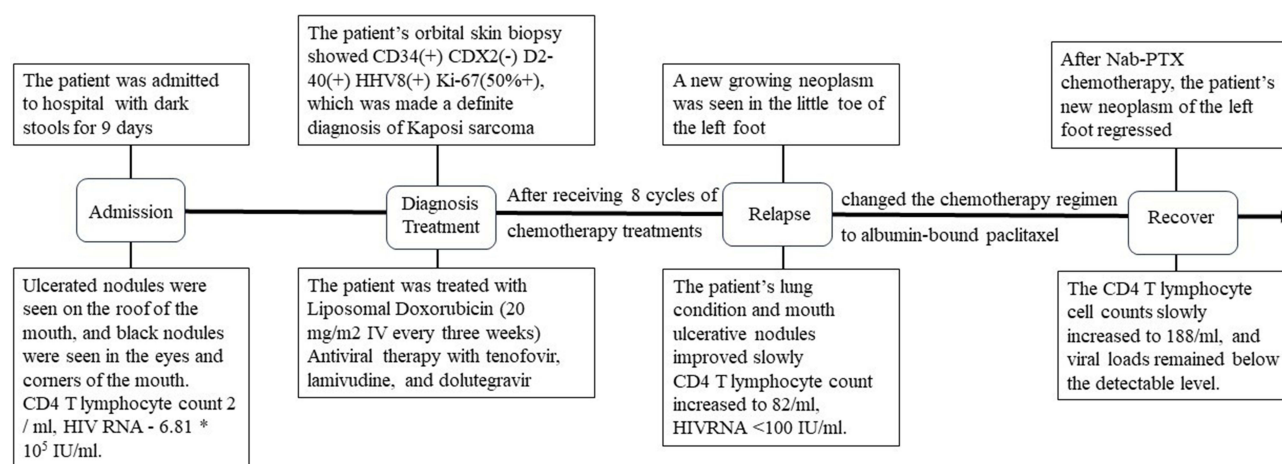 The patient was admitted
to hospital with dark
stools for 9 days
Admission
Ulcerated nodules were
seen on the roof of the
mouth, and black nodules
were seen in the eyes and
corners of the mouth.
CD4 T lymphocyte count 2
/ ml, HIV RNA - 6.81 *
10⁵ IU/ml.
The patient’s orbital skin biopsy
showed CD34(+) CDX2(-) D2-
40(+) HHV8(+) Ki-67(50%+),
which was made a definite
diagnosis of Kaposi sarcoma
Diagnosis
Treatment
The patient was treated with
Liposomal Doxorubicin (20
mg/m2 IV every three weeks)
Antiviral therapy with tenofovir,
lamivudine, and dolutegravir
After receiving 8 cycles of
chemotherapy treatments
A new growing neoplasm
was seen in the little toe of
the left foot
Relapse
The patient’s lung
condition and mouth
ulcerative nodules
improved slowly
CD4 T lymphocyte count
increased to 82/ml,
HIVRNA <100 IU/ml.
changed the chemotherapy regimen
to albumin-bound paclitaxel
After Nab-PTX
chemotherapy, the patient’s
new neoplasm of the left
foot regressed
Recover
The CD4 T lymphocyte
cell counts slowly
increased to 188/ml, and
viral loads remained below
the detectable level.